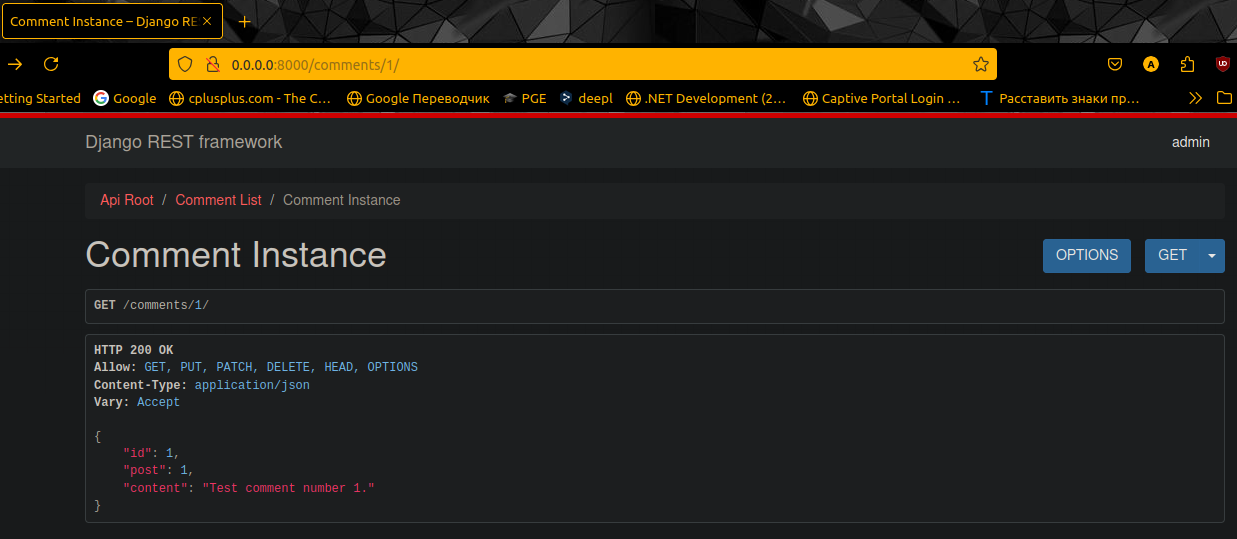 Comment Instance – Django RE
0.0.0.0:8000/comments/1/
A
UO
etting Started
Google
cplusplus.com - The C…
Google Переводчик
PGE
deepl
.NET Development (2…
Captive Portal Login …
T Расставить знаки пр…
Django REST framework
admin
Api Root / Comment List / Comment Instance
Comment Instance
OPTIONS
GET
GET /comments/1/
HTTP 200 OK
Allow: GET, PUT, PATCH, DELETE, HEAD, OPTIONS
Content-Type: application/json
Vary: Accept
{
"id": 1,
"post": 1,
"content": "Test comment number 1."
}